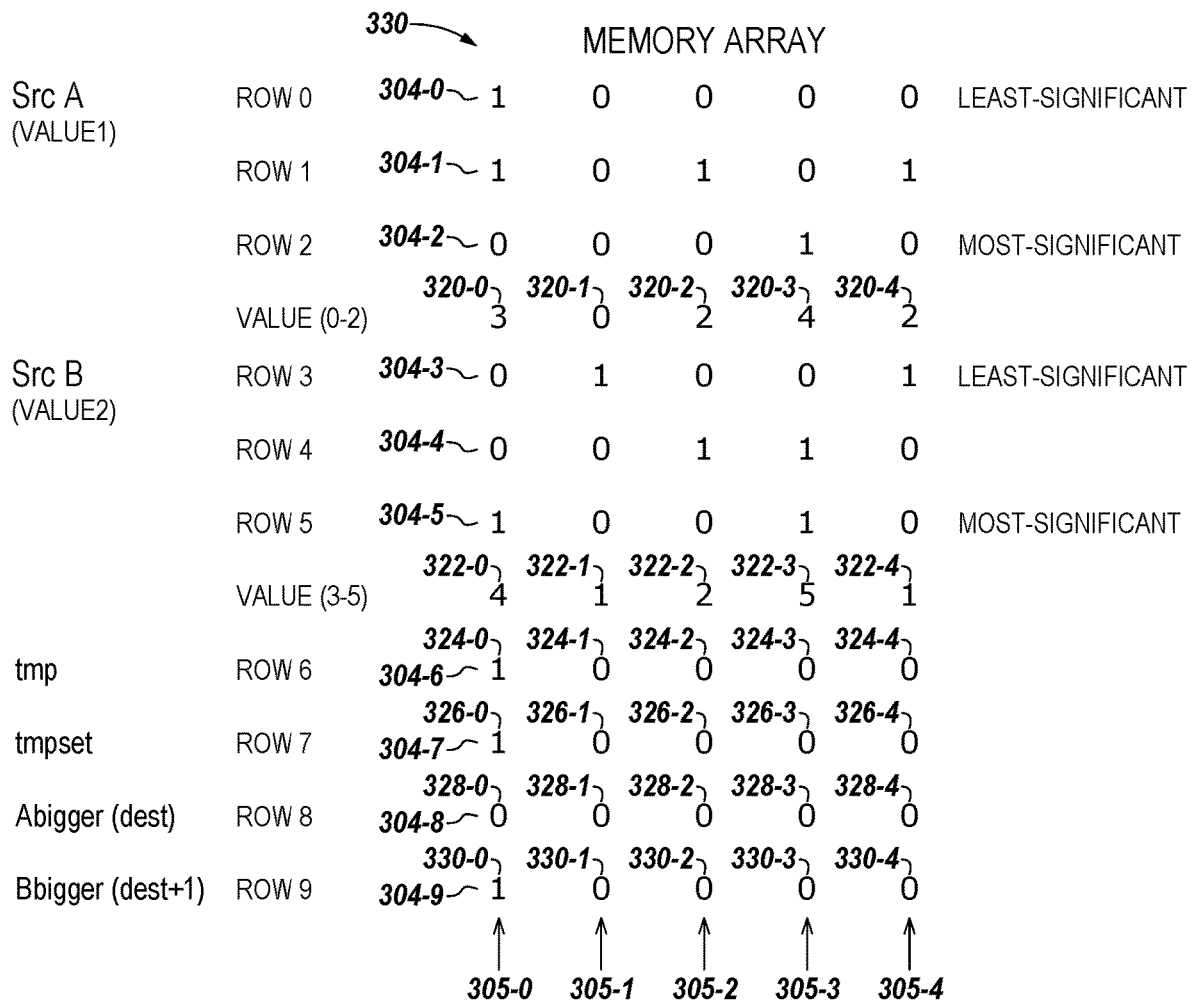 330 MEMORY ARRAY
Src A ROW 0 304-0 1 0 0 0 0 LEAST-SIGNIFICANT
(VALUE1)
ROW 1 304-1 1 0 1 0 1
ROW 2 304-2 0 0 0 1 0 MOST-SIGNIFICANT
320-0 320-1 320-2 320-3 320-4
VALUE (0-2) 3 0 2 4 2
Src B ROW 3 304-3 0 1 0 0 1 LEAST-SIGNIFICANT
(VALUE2)
ROW 4 304-4 0 0 1 1 0
ROW 5 304-5 1 0 0 1 0 MOST-SIGNIFICANT
322-0 322-1 322-2 322-3 322-4
VALUE (3-5) 4 1 2 5 1
324-0 324-1 324-2 324-3 324-4
tmp ROW 6 304-6 1 0 0 0 0
326-0 326-1 326-2 326-3 326-4
tmpset ROW 7 304-7 1 0 0 0 0
328-0 328-1 328-2 328-3 328-4
Abigger (dest) ROW 8 304-8 0 0 0 0 0
330-0 330-1 330-2 330-3 330-4
Bbigger (dest+1) ROW 9 304-9 1 0 0 0 0
305-0 305-1 305-2 305-3 305-4